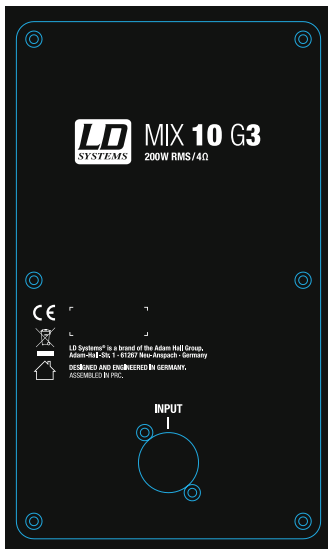 LD
SYSTEMS
MIX 10 G3
200W RMS/4Ω
CE
LD Systems® is a brand of the Adam Hall Group.
Adam-Hall-Str. 1 · 61267 Neu-Anspach · Germany
DESIGNED AND ENGINEERED IN GERMANY.
ASSEMBLED IN PRC.
INPUT